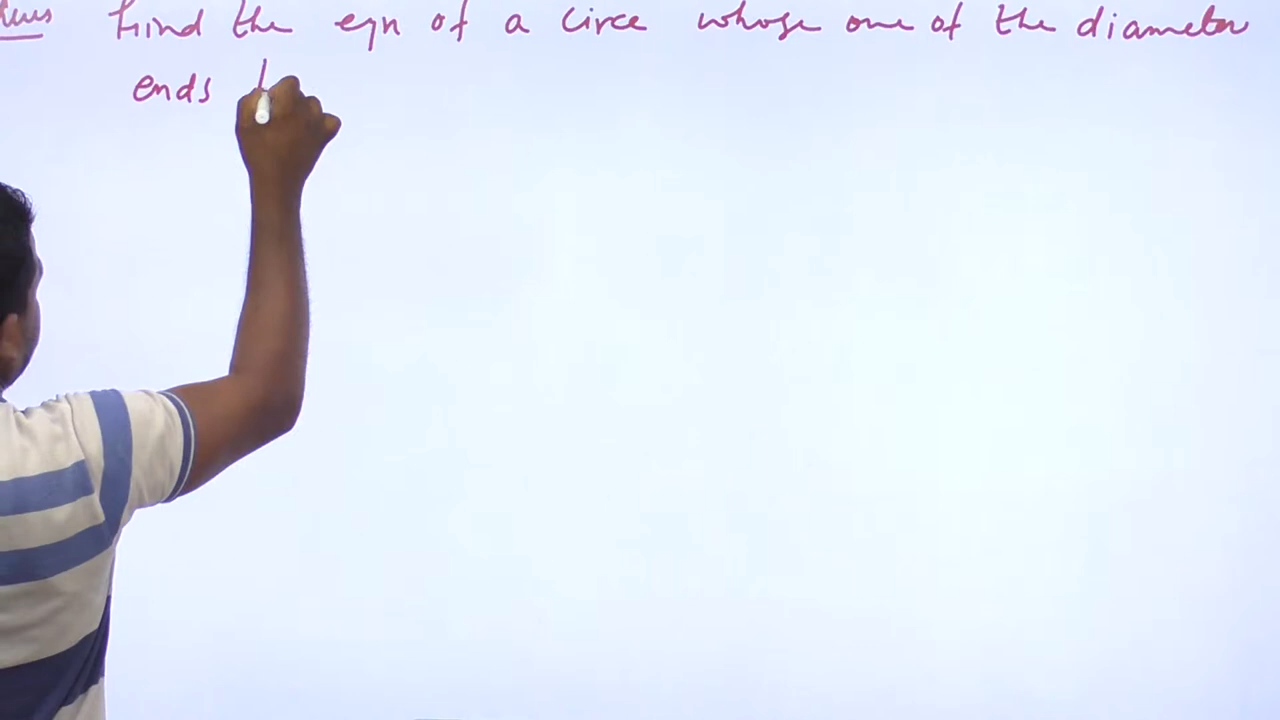 Find the eqn of a Circe whose one of the diameter
ends